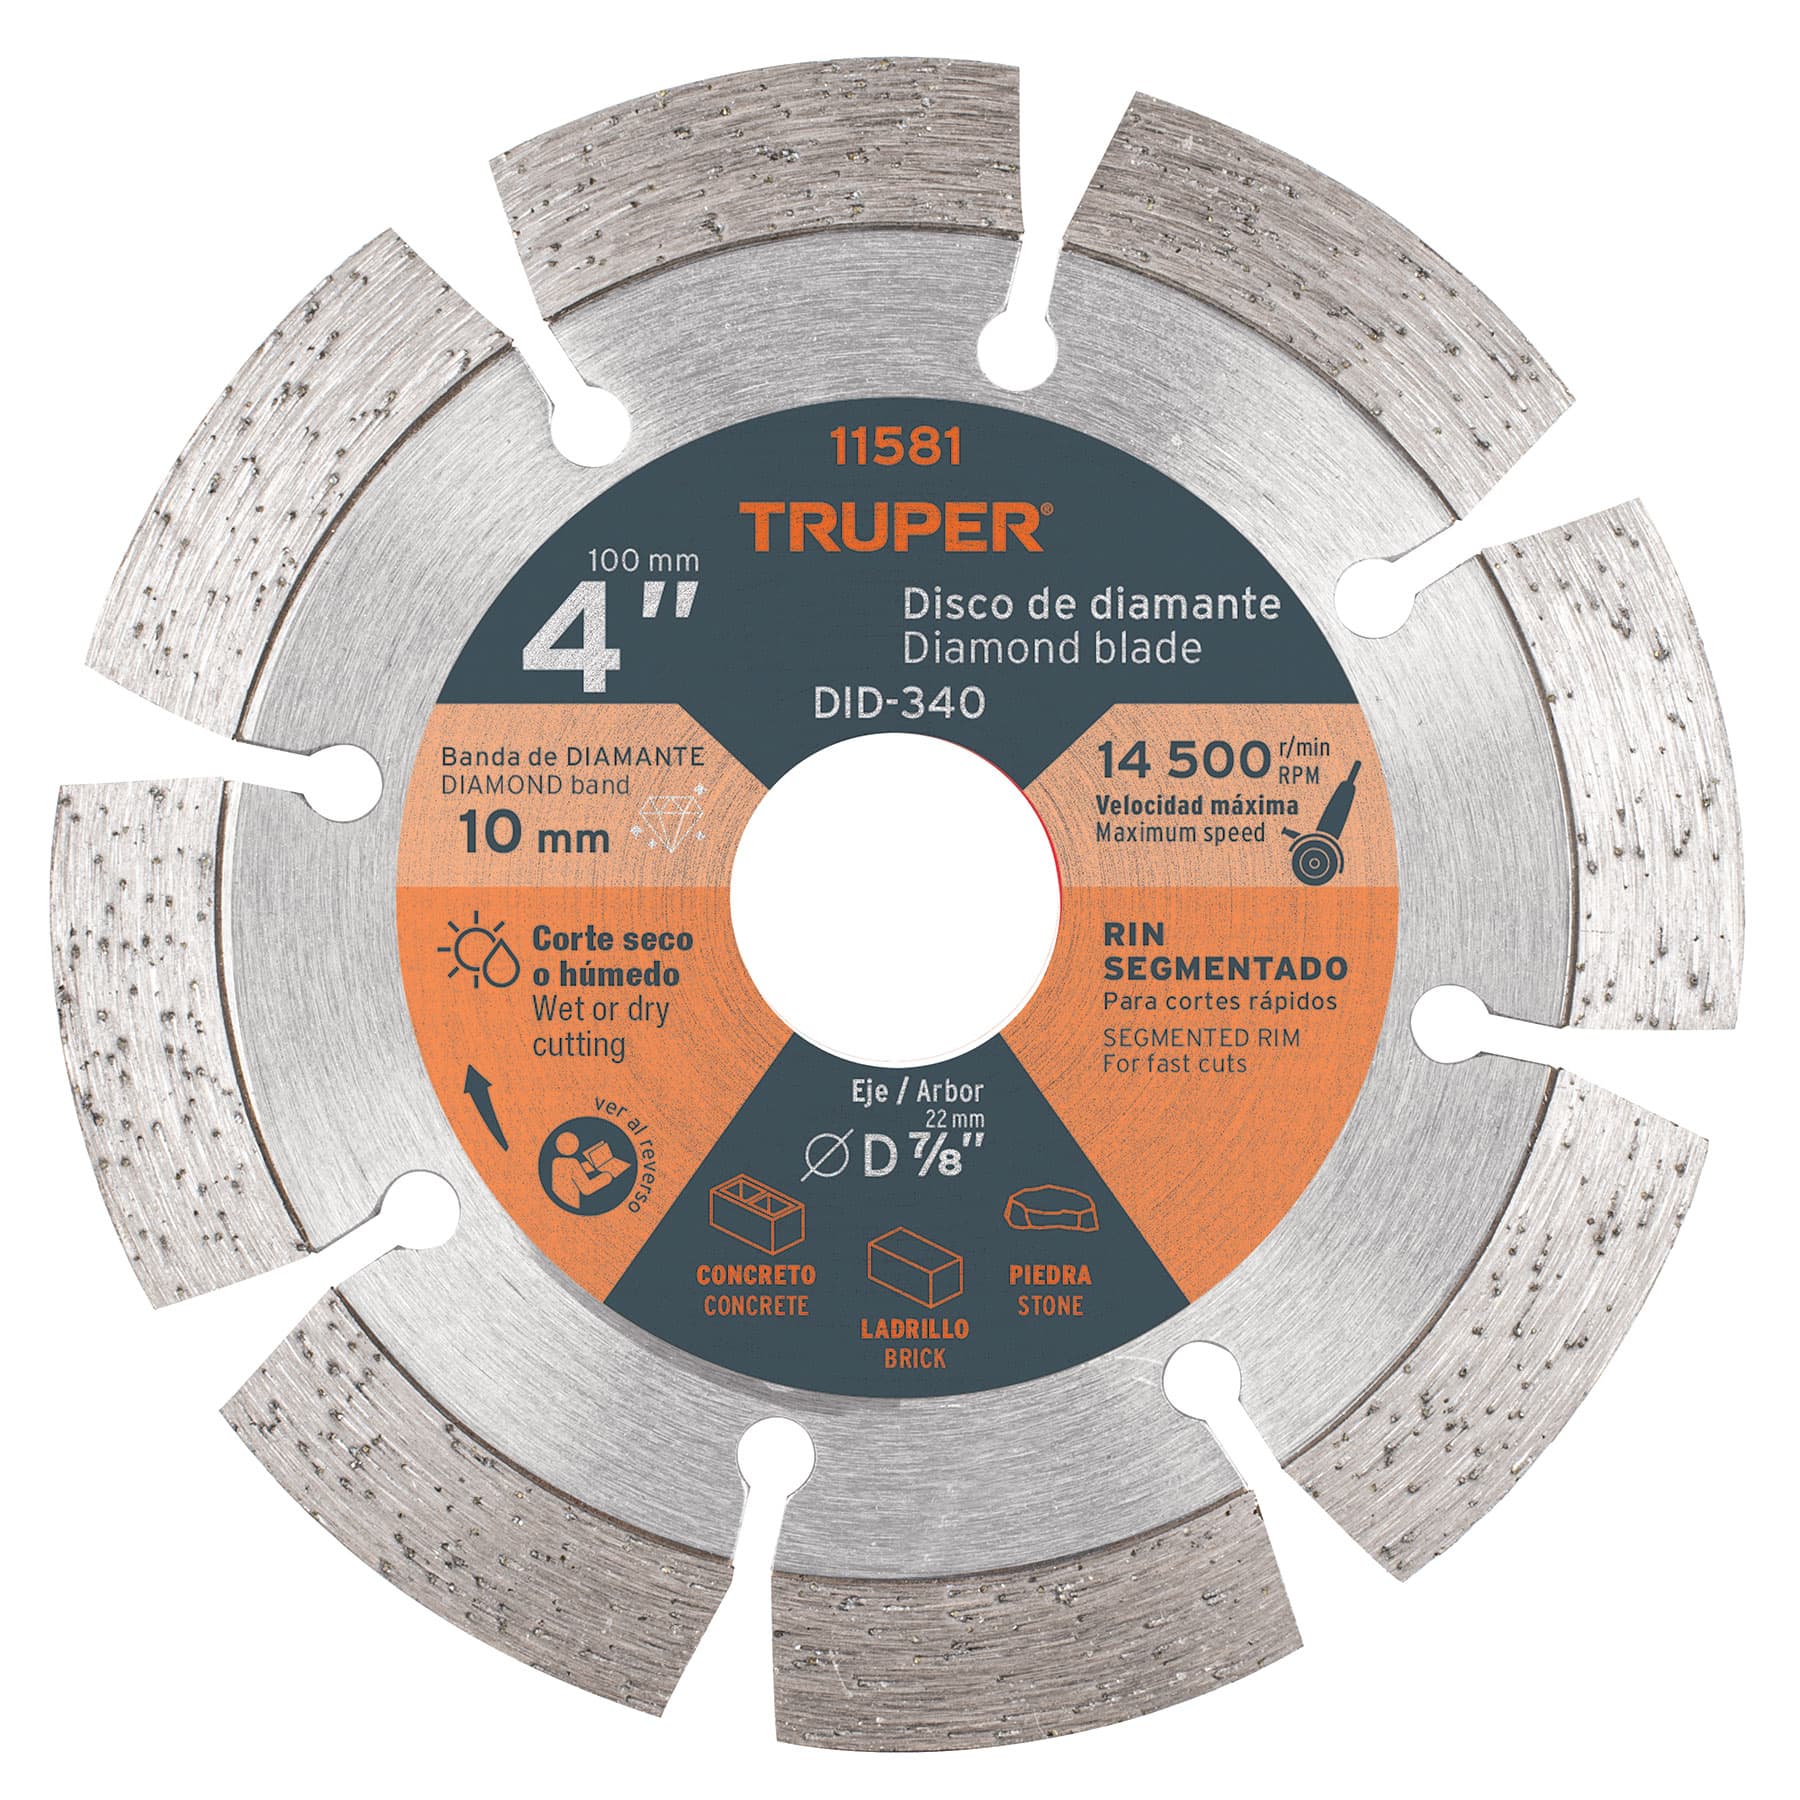 11581
TRUPER®
100 mm
4"
Disco de diamante
Diamond blade
DID-340
Banda de DIAMANTE
DIAMOND band
10 mm
14 500 r/min
RPM
Velocidad máxima
Maximum speed
Corte seco
o húmedo
Wet or dry
cutting
ver al reverso
RIN
SEGMENTADO
Para cortes rápidos
SEGMENTED RIM
For fast cuts
Eje / Arbor
22 mm
Ø D 7/8"
CONCRETO
CONCRETE
LADRILLO
BRICK
PIEDRA
STONE